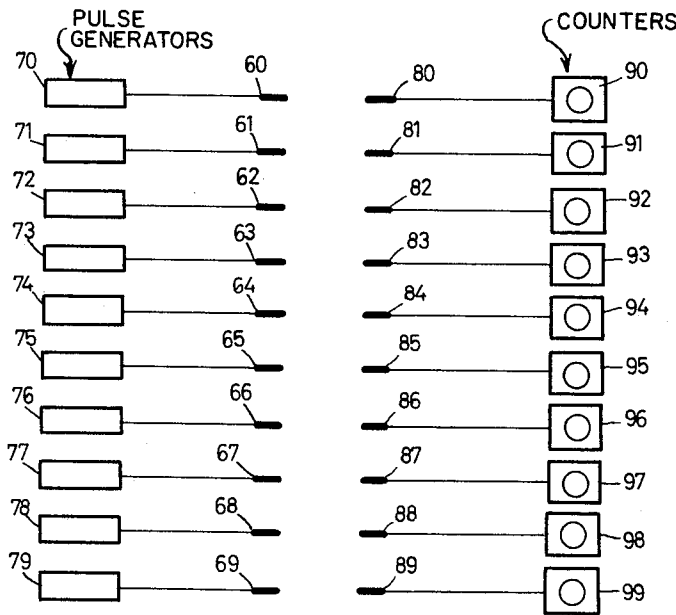 PULSE
GENERATORS
COUNTERS
70 60 80 90
71 61 81 91
72 62 82 92
73 63 83 93
74 64 84 94
75 65 85 95
76 66 86 96
77 67 87 97
78 68 88 98
79 69 89 99